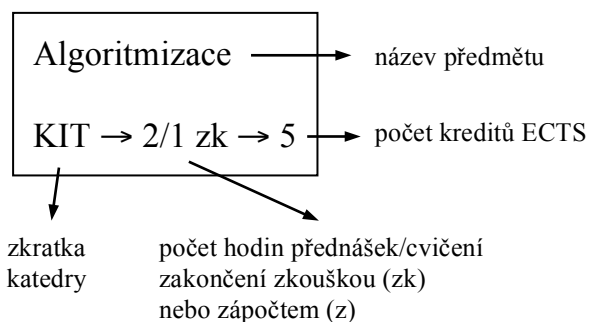 Algoritmizace → název předmětu
KIT → 2/1 zk → 5 → počet kreditů ECTS
zkratka počet hodin přednášek/cvičení
katedry zakončení zkouškou (zk)
nebo zápočtem (z)